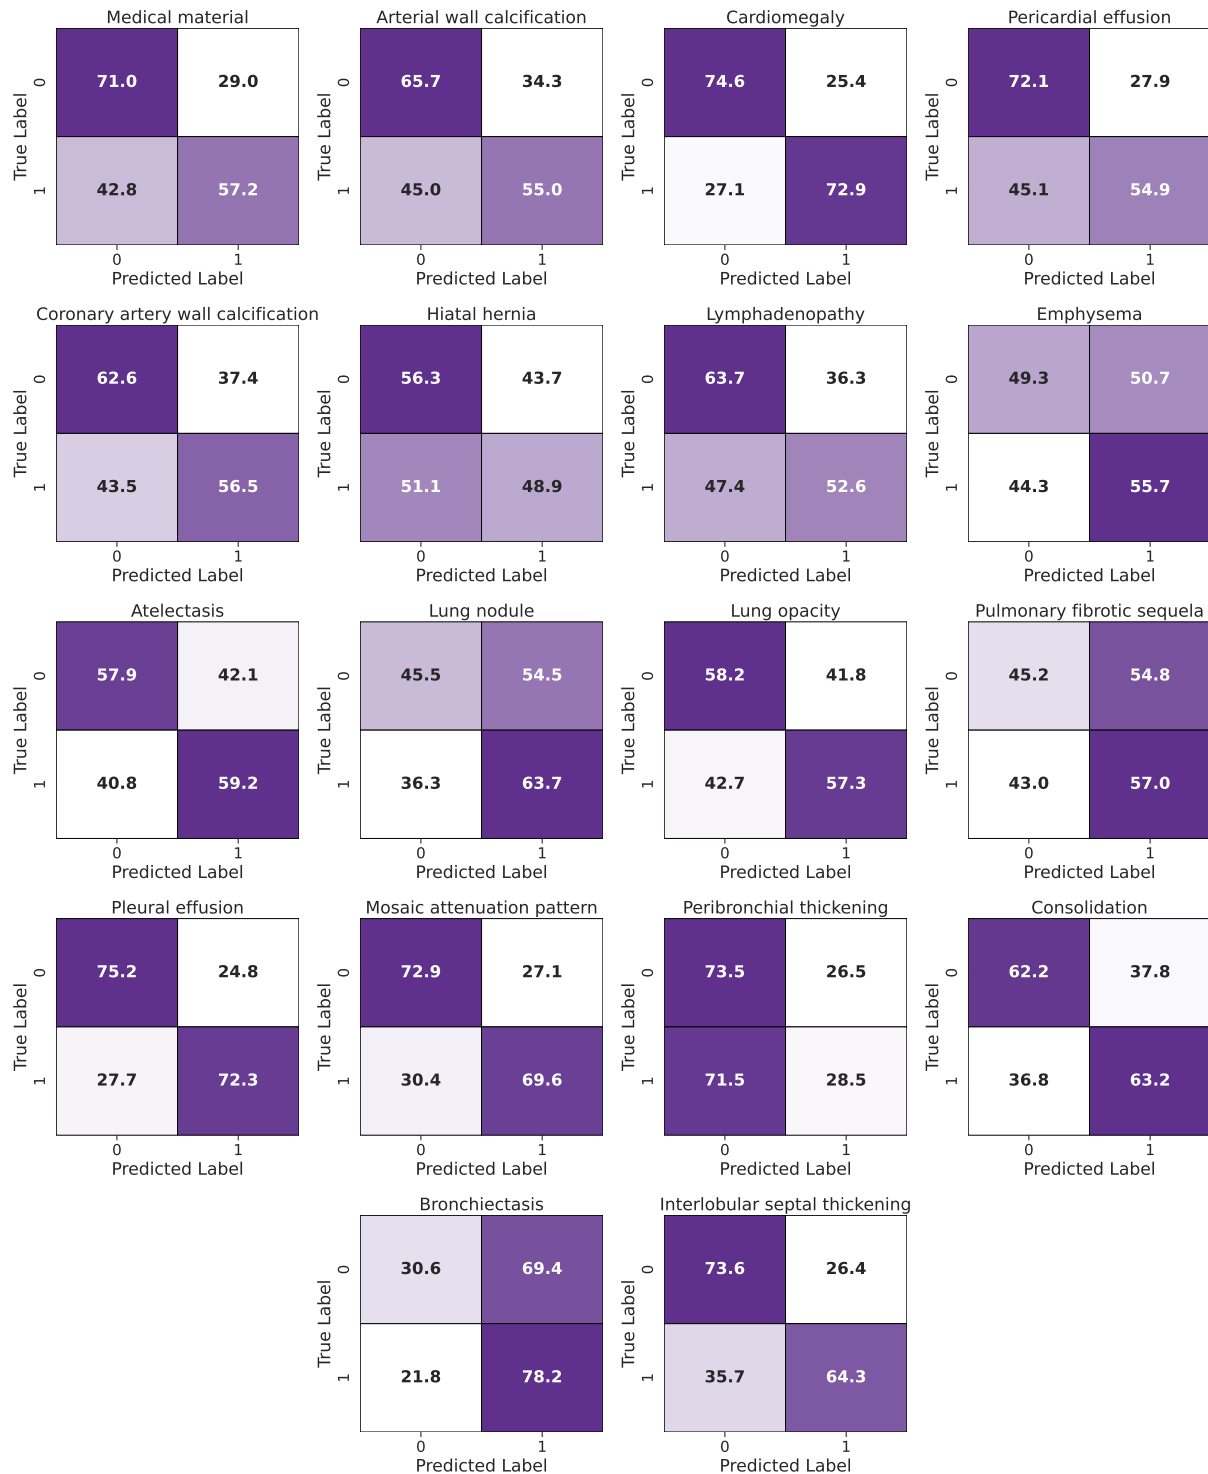 Medical material
Arterial wall calcification
Cardiomegaly
Pericardial effusion
True Label
0
71.0
29.0
1
42.8
57.2
0
1
Predicted Label
True Label
0
65.7
34.3
1
45.0
55.0
0
1
Predicted Label
True Label
0
74.6
25.4
1
27.1
72.9
0
1
Predicted Label
True Label
0
72.1
27.9
1
45.1
54.9
0
1
Predicted Label
Coronary artery wall calcification
Hiatal hernia
Lymphadenopathy
Emphysema
True Label
0
62.6
37.4
1
43.5
56.5
0
1
Predicted Label
True Label
0
56.3
43.7
1
51.1
48.9
0
1
Predicted Label
True Label
0
63.7
36.3
1
47.4
52.6
0
1
Predicted Label
True Label
0
49.3
50.7
1
44.3
55.7
0
1
Predicted Label
Atelectasis
Lung nodule
Lung opacity
Pulmonary fibrotic sequela
True Label
0
57.9
42.1
1
40.8
59.2
0
1
Predicted Label
True Label
0
45.5
54.5
1
36.3
63.7
0
1
Predicted Label
True Label
0
58.2
41.8
1
42.7
57.3
0
1
Predicted Label
True Label
0
45.2
54.8
1
43.0
57.0
0
1
Predicted Label
Pleural effusion
Mosaic attenuation pattern
Peribronchial thickening
Consolidation
True Label
0
75.2
24.8
1
27.7
72.3
0
1
Predicted Label
True Label
0
72.9
27.1
1
30.4
69.6
0
1
Predicted Label
True Label
0
73.5
26.5
1
71.5
28.5
0
1
Predicted Label
True Label
0
62.2
37.8
1
36.8
63.2
0
1
Predicted Label
Bronchiectasis
Interlobular septal thickening
True Label
0
30.6
69.4
1
21.8
78.2
0
1
Predicted Label
True Label
0
73.6
26.4
1
35.7
64.3
0
1
Predicted Label